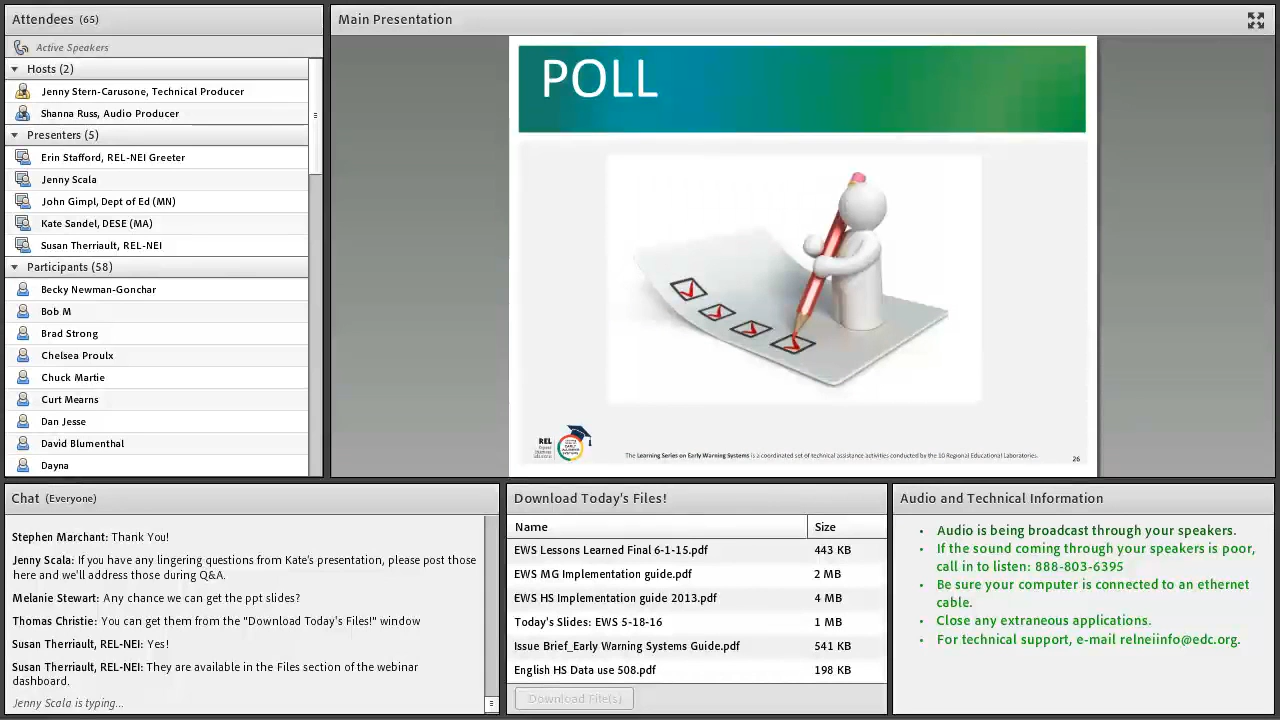 Attendees (65)
Active Speakers
Hosts (2)
Jenny Stern-Carusone, Technical Producer
Shanna Russ, Audio Producer
Presenters (5)
Erin Stafford, REL-NEI Greeter
Jenny Scala
John Gimpl, Dept of Ed (MN)
Kate Sandel, DESE (MA)
Susan Therriault, REL-NEI
Participants (58)
Becky Newman-Gonchar
Bob M
Brad Strong
Chelsea Proulx
Chuck Martie
Curt Mearns
Dan Jesse
David Blumenthal
Dayna
Main Presentation
POLL
REL
The Learning Series on Early Warning Systems is a coordinated set of technical assistance activities conducted by the 10 Regional Educational Laboratories.
26
Chat (Everyone)
Stephen Marchant: Thank You!
Jenny Scala: If you have any lingering questions from Kate's presentation, please post those
here and we'll address those during Q&A.
Melanie Stewart: Any chance we can get the ppt slides?
Thomas Christie: You can get them from the "Download Today's Files!" window
Susan Therriault, REL-NEI: Yes!
Susan Therriault, REL-NEI: They are available in the Files section of the webinar
dashboard.
Jenny Scala is typing...
Download Today's Files!
Name Size
EWS Lessons Learned Final 6-1-15.pdf 443 KB
EWS MG Implementation guide.pdf 2 MB
EWS HS Implementation guide 2013.pdf 4 MB
Today's Slides: EWS 5-18-16 1 MB
Issue Brief_Early Warning Systems Guide.pdf 541 KB
English HS Data use 508.pdf 198 KB
Download File(s)
Audio and Technical Information
• Audio is being broadcast through your speakers.
• If the sound coming through your speakers is poor,
call in to listen: 888-803-6395
• Be sure your computer is connected to an ethernet
cable.
• Close any extraneous applications.
• For technical support, e-mail relneiinfo@edc.org.